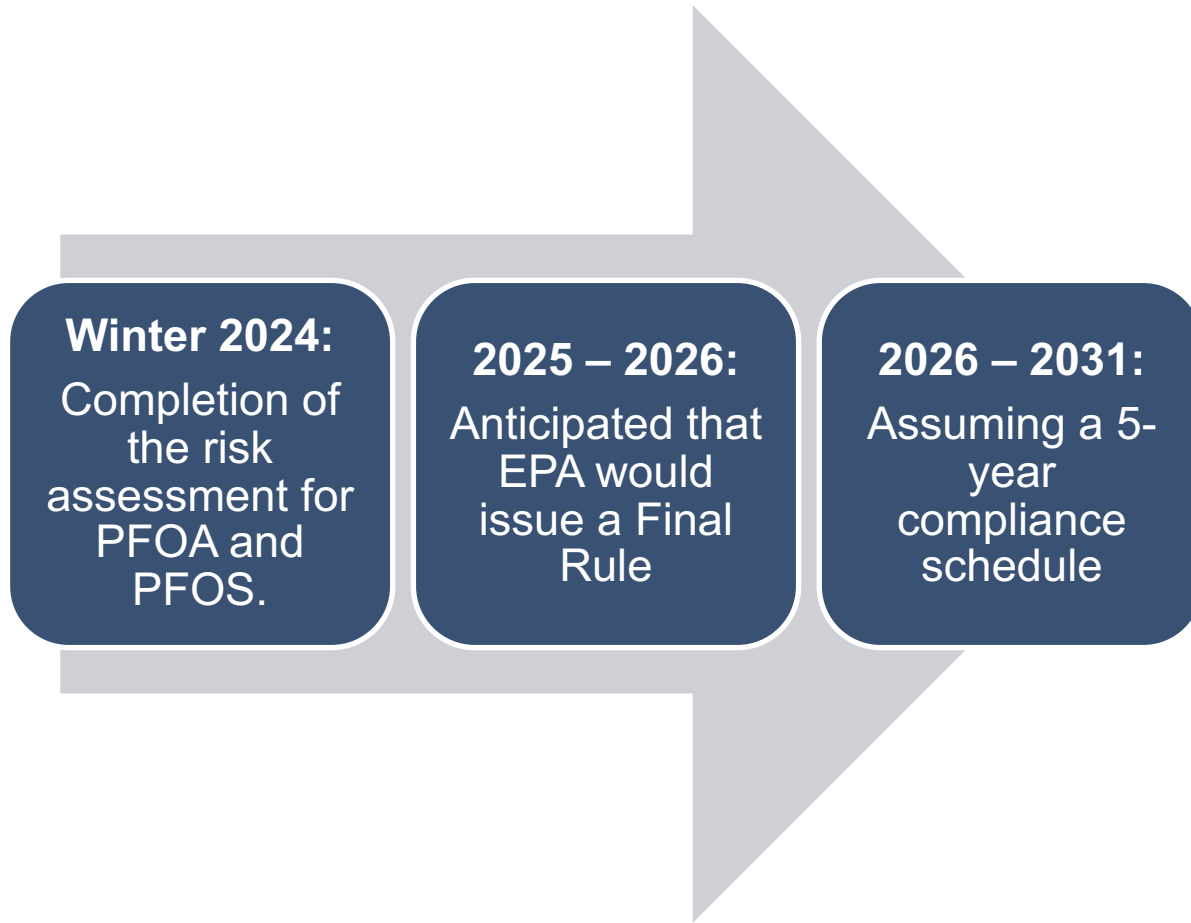 Winter 2024:
Completion of
the risk
assessment for
PFOA and
PFOS.
2025 – 2026:
Anticipated that
EPA would
issue a Final
Rule
2026 – 2031:
Assuming a 5-
year
compliance
schedule